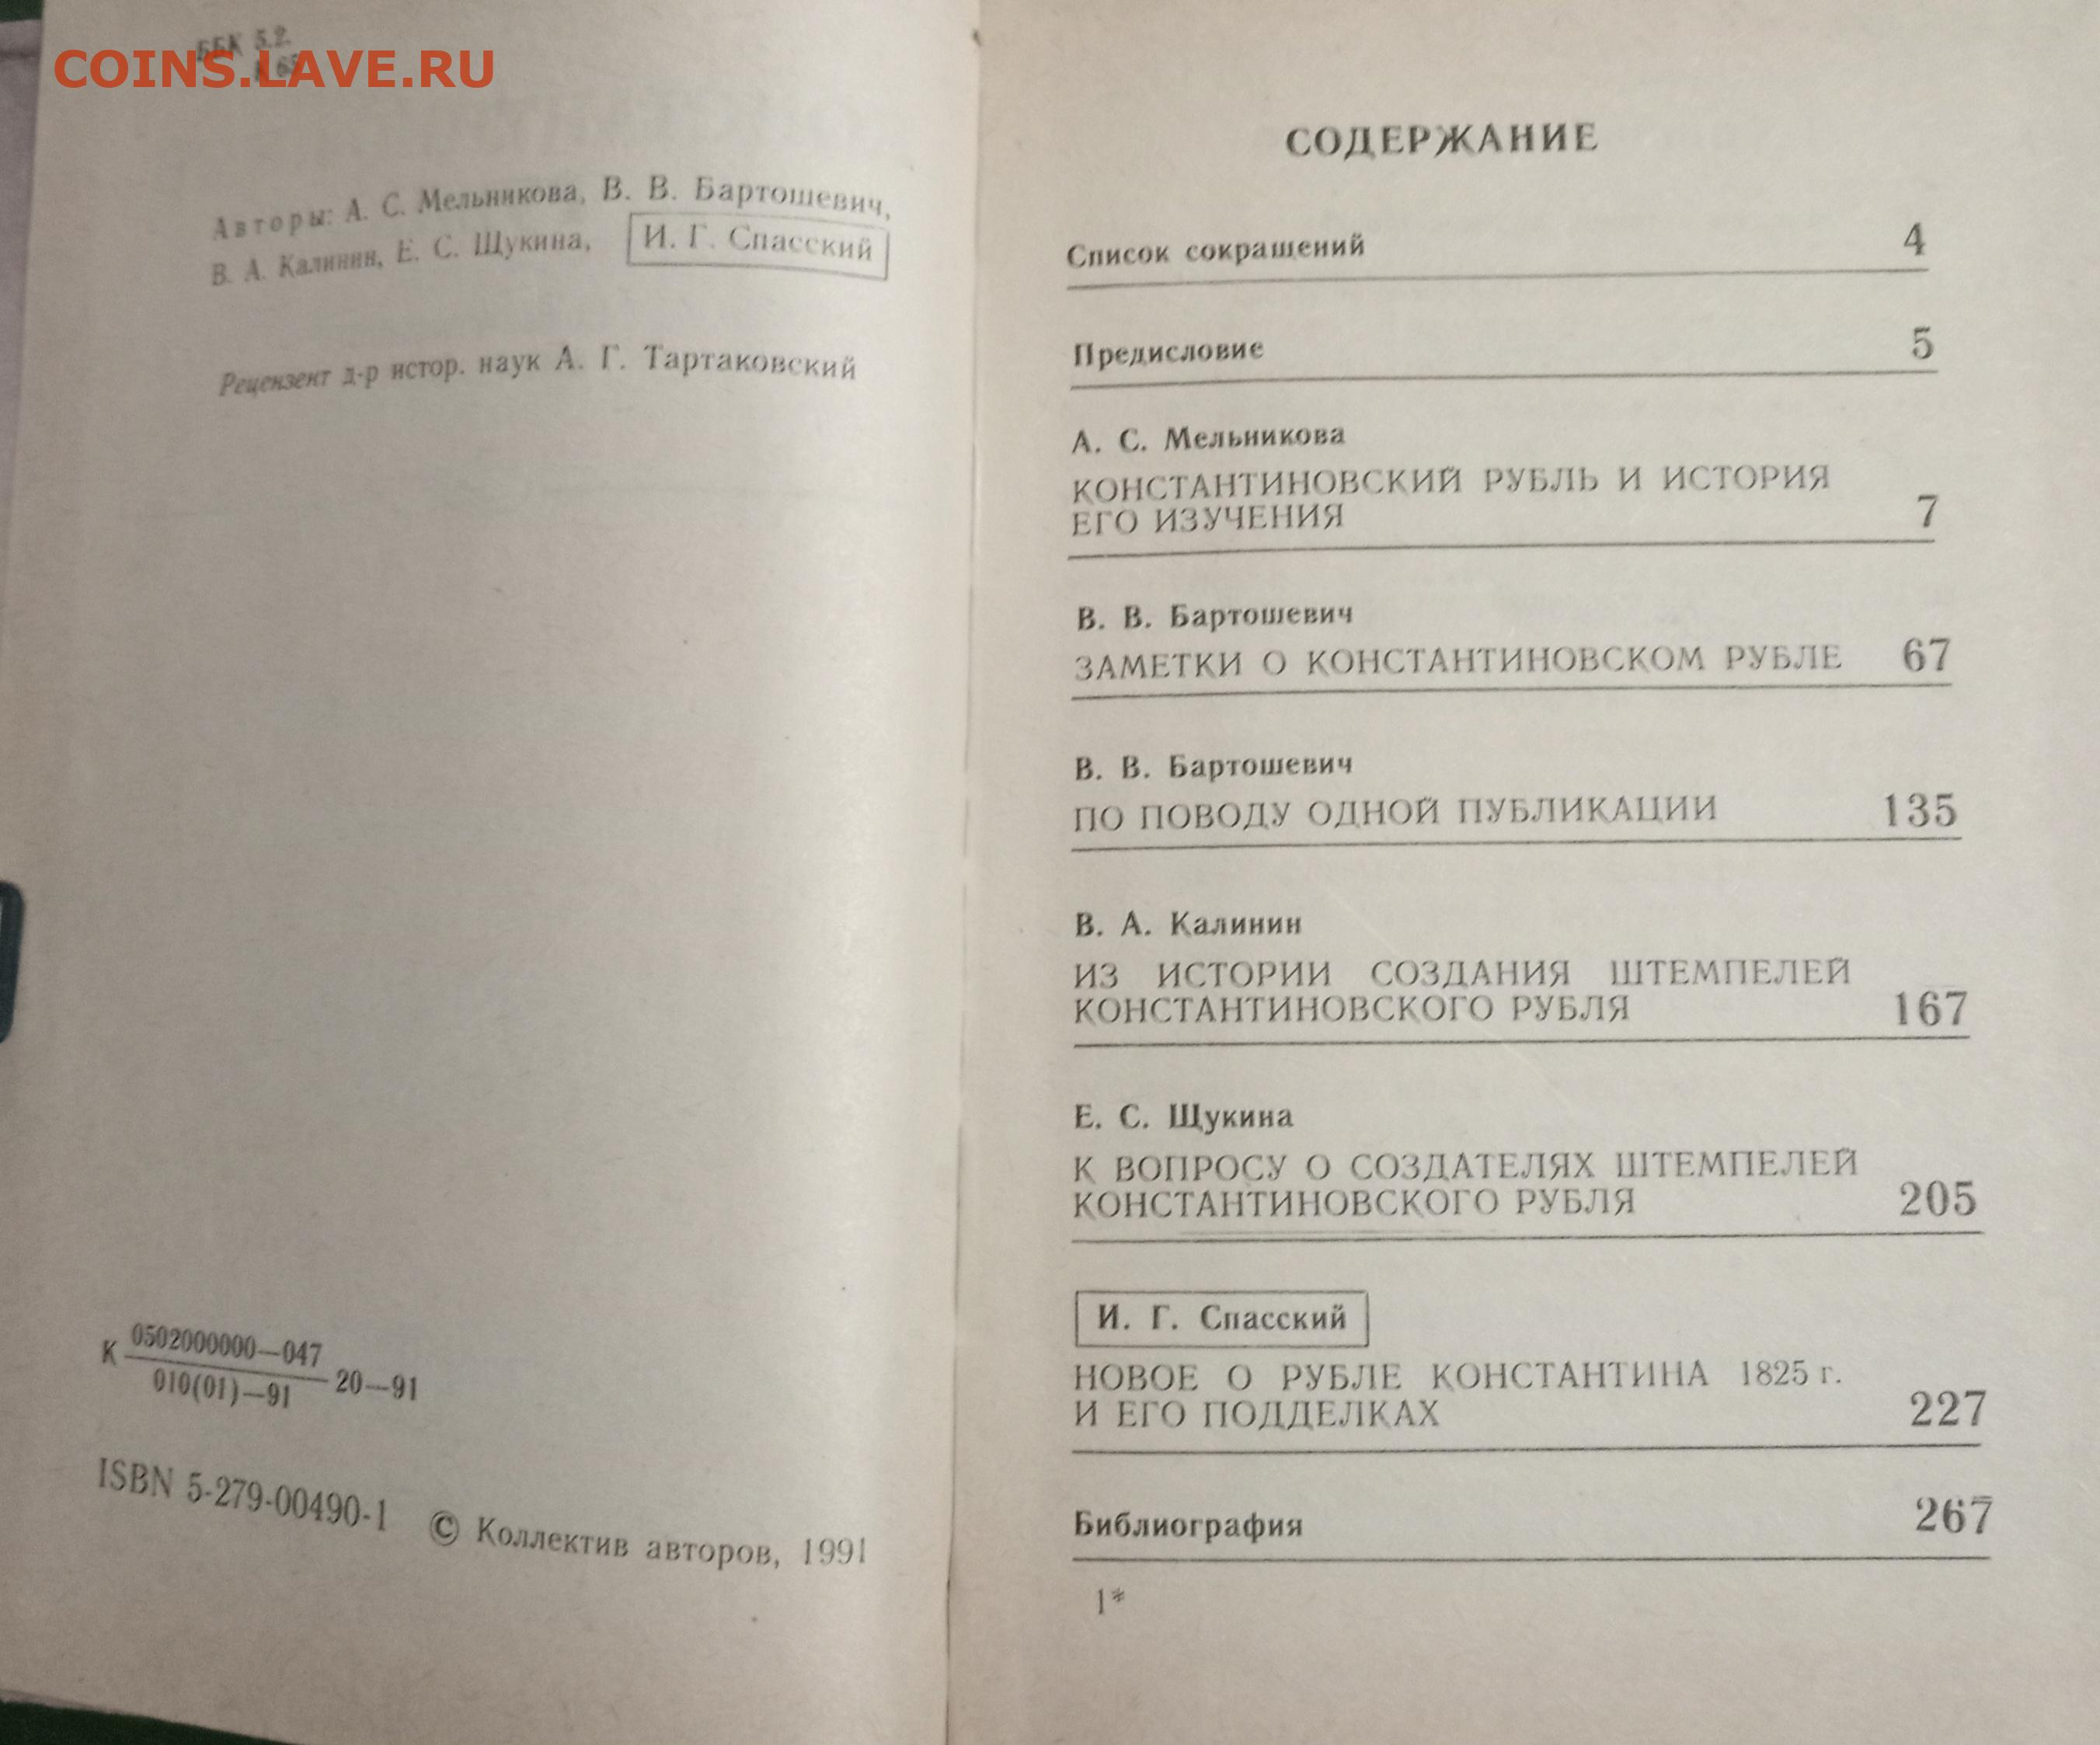 ББК 5.2.
COINS.LAVE.RU
Авторы: А. С. Мельникова, В. В. Бартошевич,
В. А. Калинин, Е. С. Щукина, И. Г. Спасский
Рецензент д-р истор. наук А. Г. Тартаковский
К 0502000000—047
010(01)—91 20—91
ISBN 5-279-00490-1
© Коллектив авторов, 1991
СОДЕРЖАНИЕ
Список сокращений 4
Предисловие 5
А. С. Мельникова
КОНСТАНТИНОВСКИЙ РУБЛЬ И ИСТОРИЯ
ЕГО ИЗУЧЕНИЯ 7
В. В. Бартошевич
ЗАМЕТКИ О КОНСТАНТИНОВСКОМ РУБЛЕ 67
В. В. Бартошевич
ПО ПОВОДУ ОДНОЙ ПУБЛИКАЦИИ 135
В. А. Калинин
ИЗ ИСТОРИИ СОЗДАНИЯ ШТЕМПЕЛЕЙ
КОНСТАНТИНОВСКОГО РУБЛЯ 167
Е. С. Щукина
К ВОПРОСУ О СОЗДАТЕЛЯХ ШТЕМПЕЛЕЙ
КОНСТАНТИНОВСКОГО РУБЛЯ 205
И. Г. Спасский
НОВОЕ О РУБЛЕ КОНСТАНТИНА 1825 г.
И ЕГО ПОДДЕЛКАХ 227
Библиография 267
1*